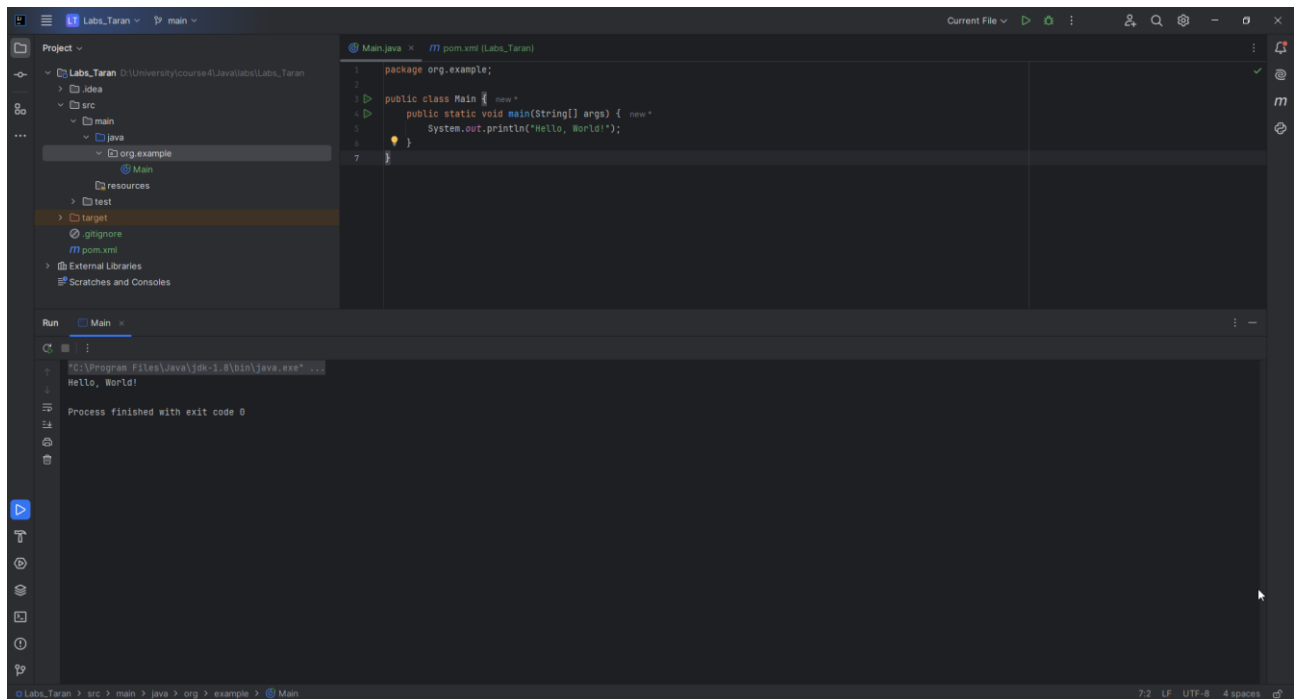 LT Labs_Taran main Current File
Project
Labs_Taran D:\University\course4\Java\labs\Labs_Taran
.idea
src
main
java
org.example
Main
resources
test
target
.gitignore
m pom.xml
External Libraries
Scratches and Consoles
Main.java × m pom.xml (Labs_Taran)
1 package org.example;
2
3 public class Main { new *
4 public static void main(String[] args) { new *
5 System.out.println("Hello, World!");
6 }
7 }
m
Run Main ×
"C:\Program Files\Java\jdk-1.8\bin\java.exe" ...
Hello, World!
Process finished with exit code 0
Labs_Taran > src > main > java > org > example > Main 7:2 LF UTF-8 4 spaces